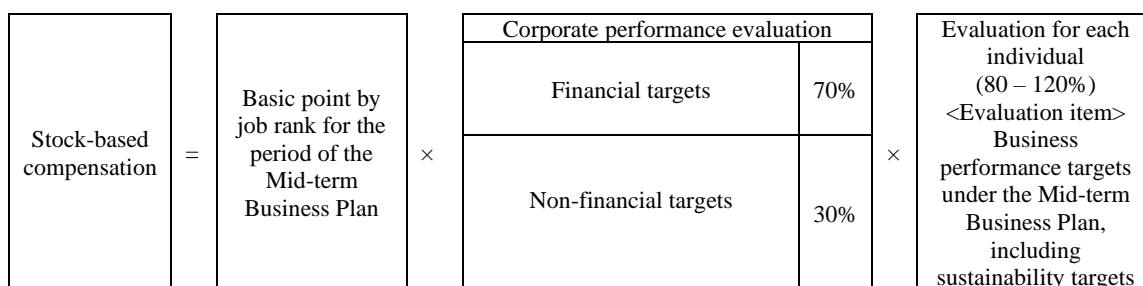 Stock-based
compensation
=
Basic point by
job rank for the
period of the
Mid-term
Business Plan
×
Corporate performance evaluation
Financial targets
70%
Non-financial targets
30%
×
Evaluation for each
individual
(80 – 120%)
<Evaluation item>
Business
performance targets
under the Mid-term
Business Plan,
including
sustainability targets